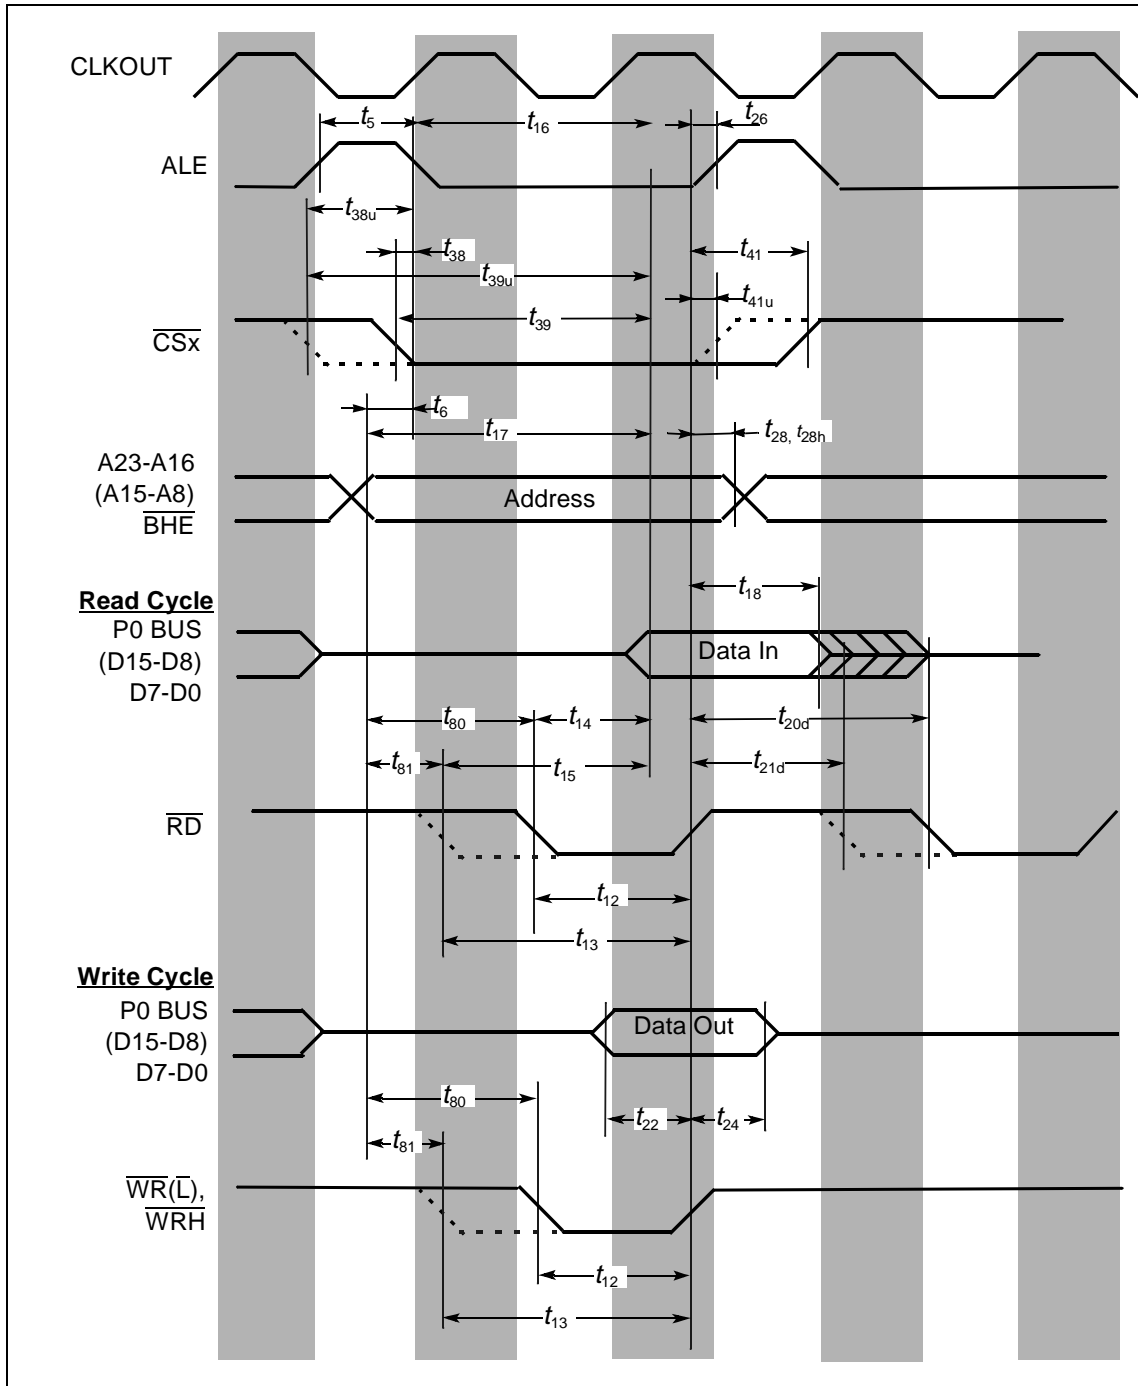 CLKOUT
t5
t16
t26
ALE
t38u
t38
t41
t39u
t41u
t39
CSx
t6
t17
t28, t28h
A23-A16
(A15-A8)
BHE
Address
t18
Read Cycle
P0 BUS
(D15-D8)
D7-D0
Data In
t80
t14
t20d
t81
t15
t21d
RD
t12
t13
Write Cycle
P0 BUS
(D15-D8)
D7-D0
Data Out
t80
t22
t24
t81
WR(L),
WRH
t12
t13